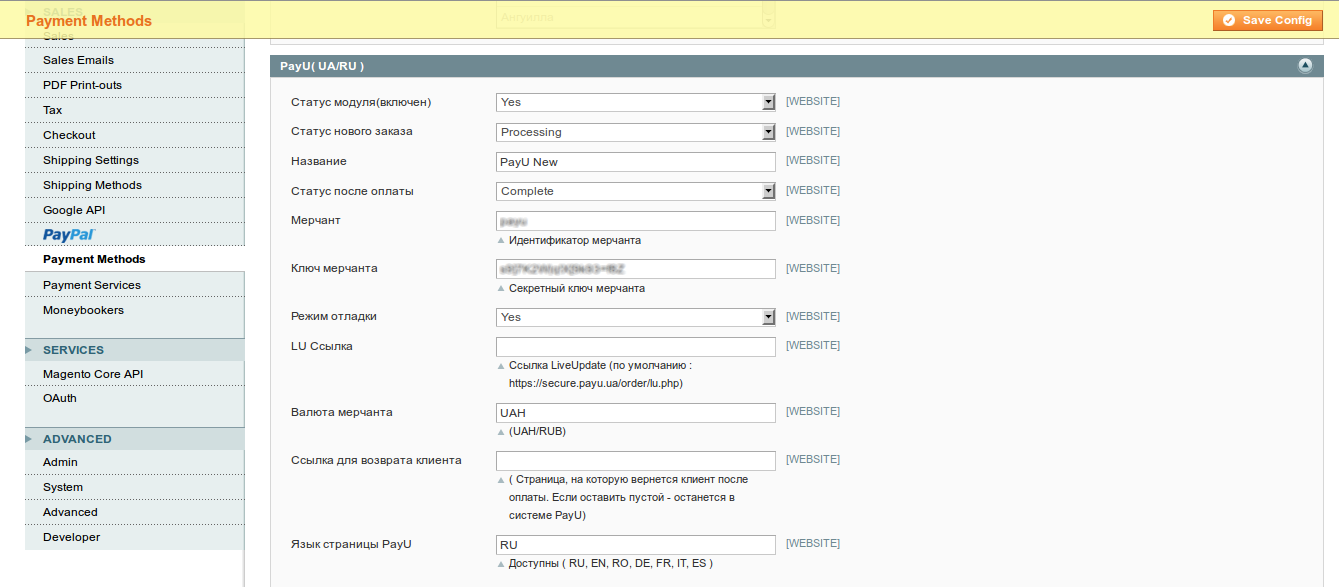 SALES
Payment Methods
Ангуилла
Save Config
Sales
Sales Emails
PDF Print-outs
Tax
Checkout
Shipping Settings
Shipping Methods
Google API
PayPal
Payment Methods
Payment Services
Moneybookers
SERVICES
Magento Core API
OAuth
ADVANCED
Admin
System
Advanced
Developer
PayU( UA/RU )
Статус модуля(включен) Yes [WEBSITE]
Статус нового заказа Processing [WEBSITE]
Название PayU New [WEBSITE]
Статус после оплаты Complete [WEBSITE]
Мерчант payu [WEBSITE]
Идентификатор мерчанта
Ключ мерчанта [WEBSITE]
Секретный ключ мерчанта
Режим отладки Yes [WEBSITE]
LU Ссылка [WEBSITE]
Ссылка LiveUpdate (по умолчанию :
https://secure.payu.ua/order/lu.php)
Валюта мерчанта UAH [WEBSITE]
(UAH/RUB)
Ссылка для возврата клиента [WEBSITE]
( Страница, на которую вернется клиент после
оплаты. Если оставить пустой - останется в
системе PayU)
Язык страницы PayU RU [WEBSITE]
Доступны ( RU, EN, RO, DE, FR, IT, ES )